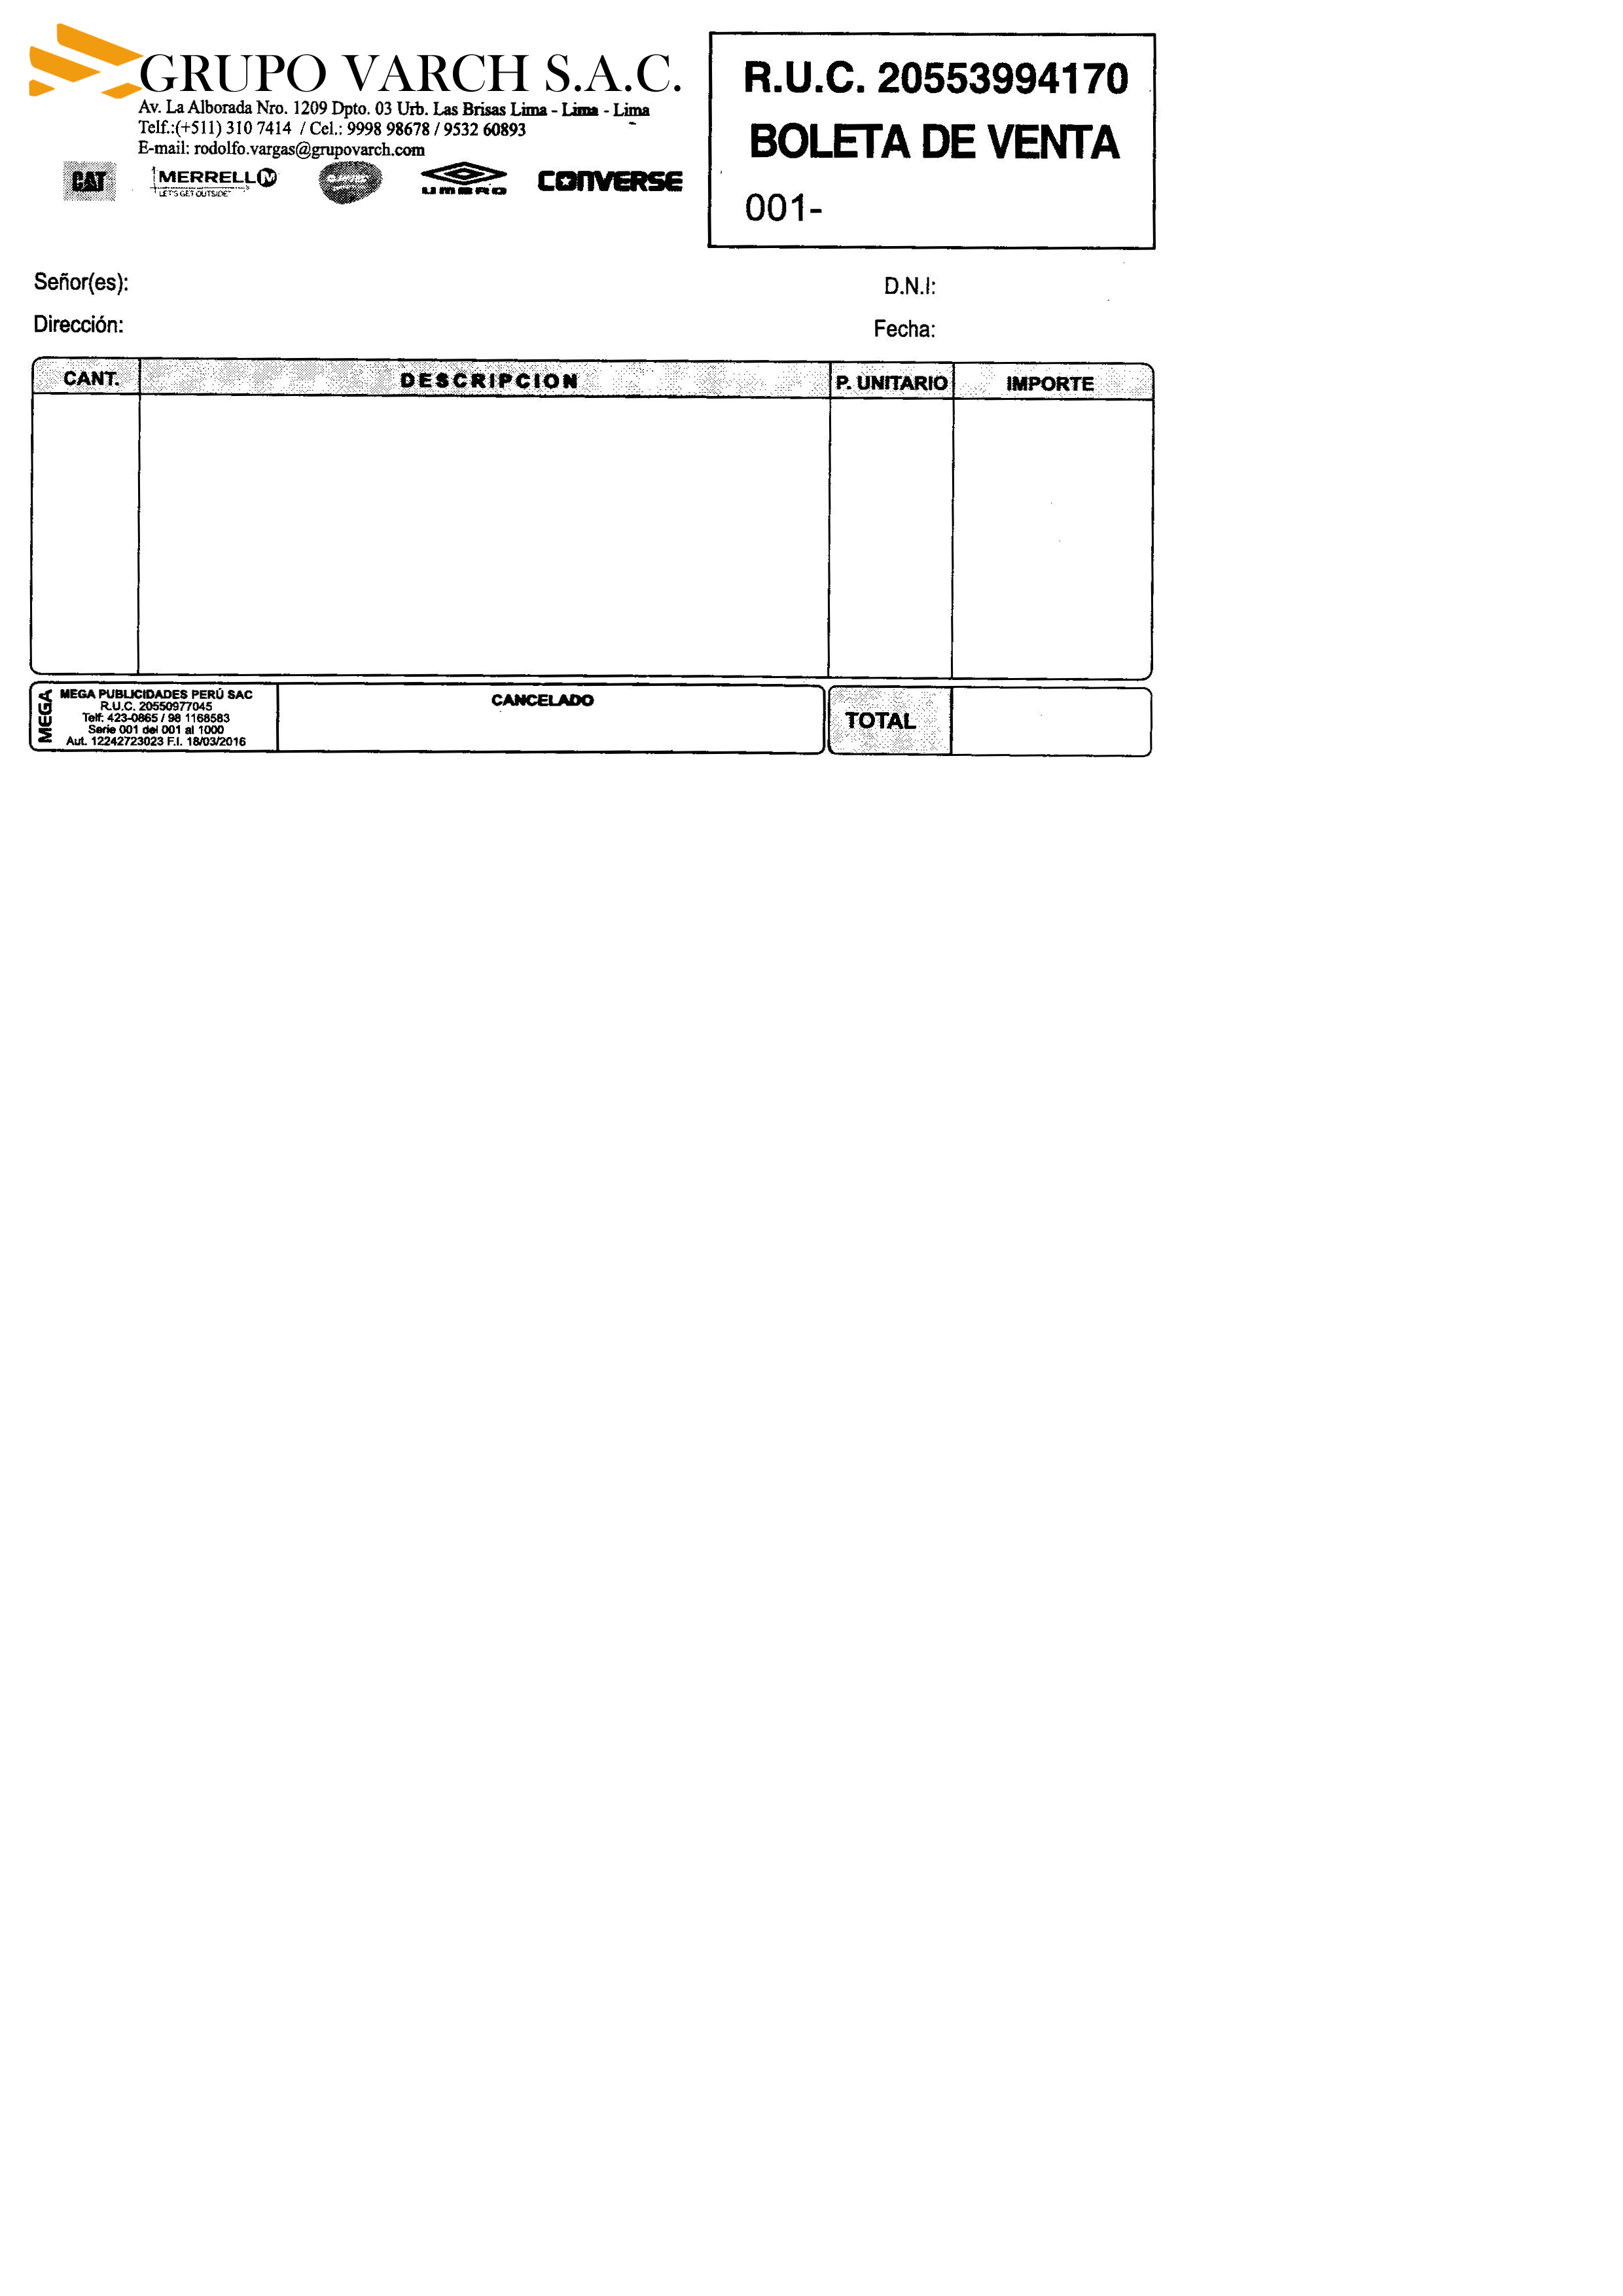 GRUPO VARCH S.A.C.
Av. La Alborada Nro. 1209 Dpto. 03 Urb. Las Brisas Lima - Lima - Lima
Telf.:(+511) 310 7414 / Cel.: 9998 98678 / 9532 60893
E-mail: rodolfo.vargas@grupovarch.com
CAT
MERRELL M
LET'S GET OUTSIDE
UMBRO
CONVERSE
R.U.C. 20553994170
BOLETA DE VENTA
001-
Señor(es):
D.N.I:
Dirección:
Fecha:
CANT. DESCRIPCION P. UNITARIO IMPORTE
MEGA
MEGA PUBLICIDADES PERÚ SAC
R.U.C. 20550977045
Telf: 423-0865 / 98 1168583
Serie 001 del 001 al 1000
Aut. 12242723023 F.I. 18/03/2016
CANCELADO
TOTAL